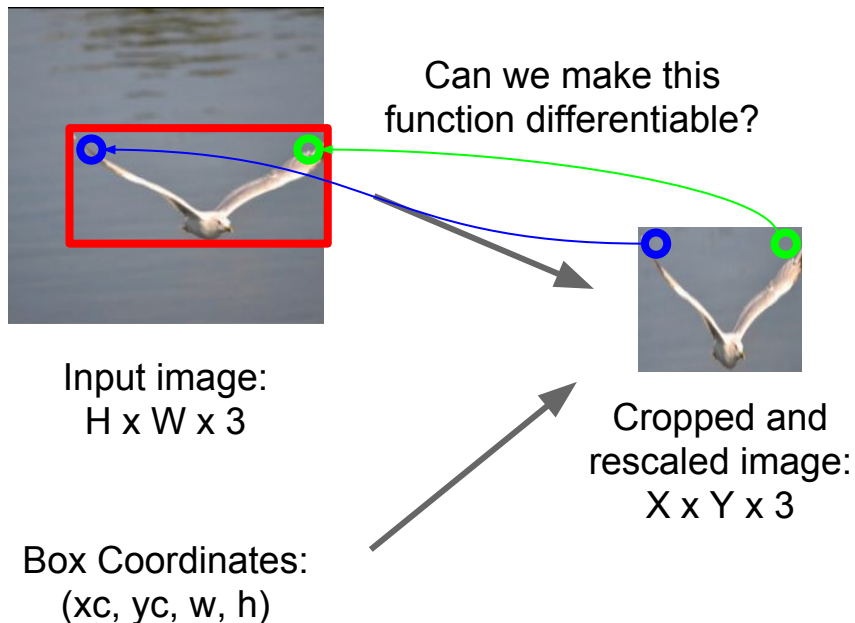 Can we make this
function differentiable?
Input image:
H x W x 3
Cropped and
rescaled image:
X x Y x 3
Box Coordinates:
(xc, yc, w, h)